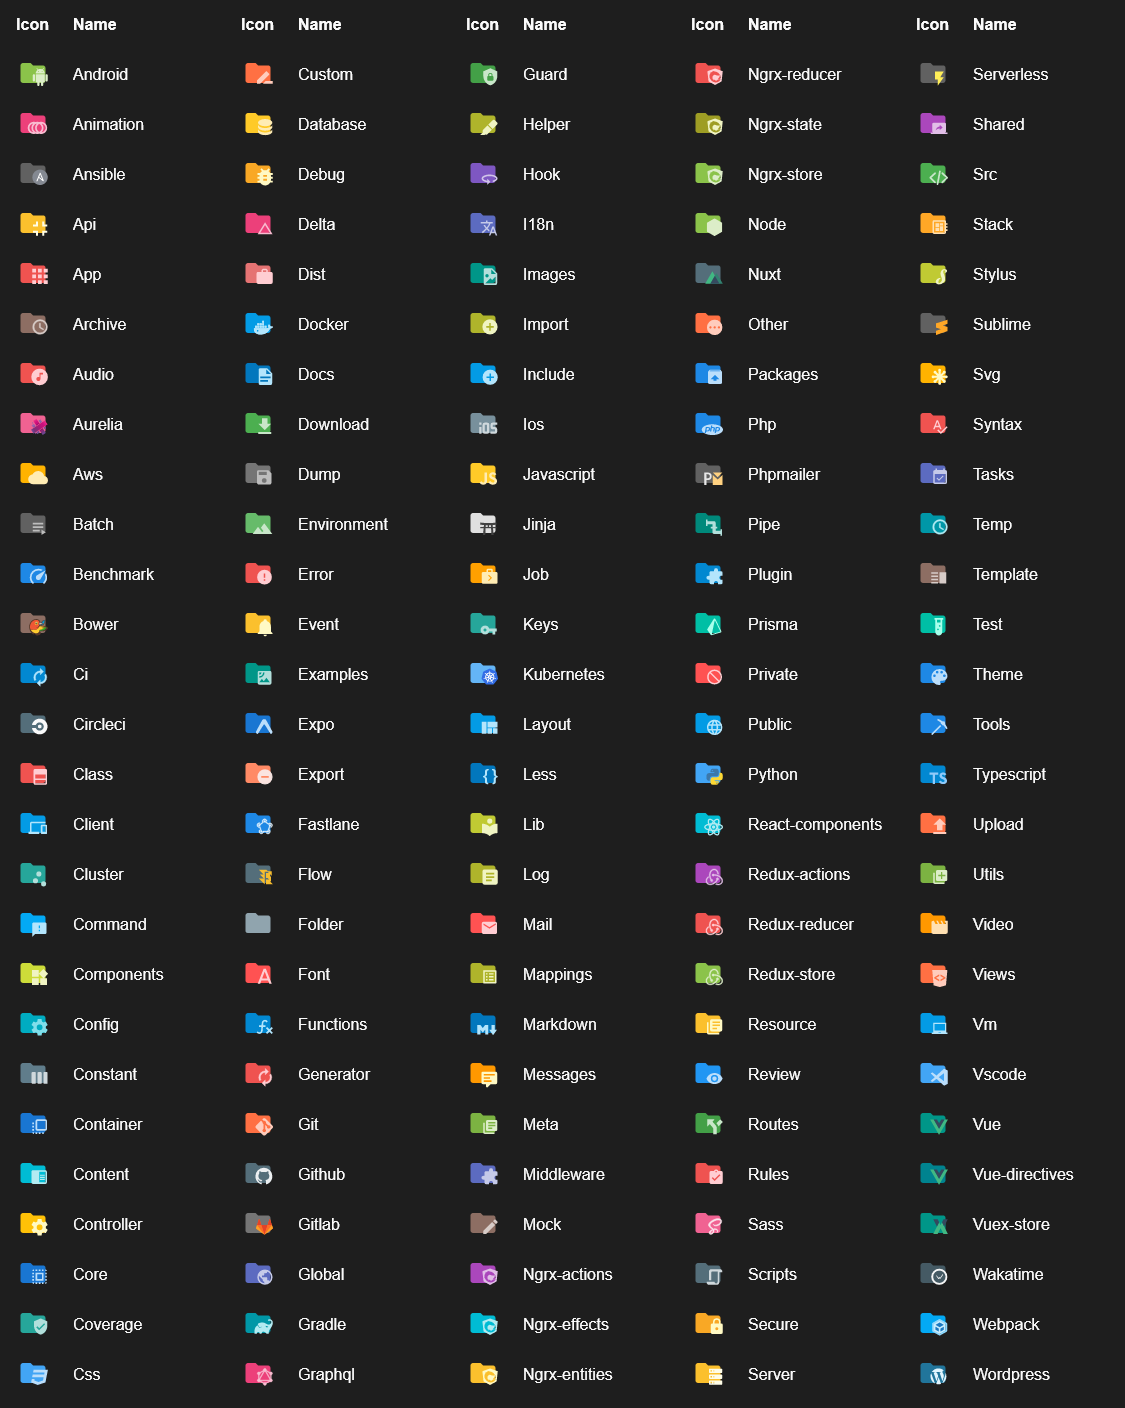 Icon Name Icon Name Icon Name Icon Name Icon Name
Android Custom Guard Ngrx-reducer Serverless
Animation Database Helper Ngrx-state Shared
Ansible Debug Hook Ngrx-store Src
Api Delta I18n Node Stack
App Dist Images Nuxt Stylus
Archive Docker Import Other Sublime
Audio Docs Include Packages Svg
Aurelia Download Ios Php Syntax
Aws Dump Javascript Phpmailer Tasks
Batch Environment Jinja Pipe Temp
Benchmark Error Job Plugin Template
Bower Event Keys Prisma Test
Ci Examples Kubernetes Private Theme
Circleci Expo Layout Public Tools
Class Export Less Python Typescript
Client Fastlane Lib React-components Upload
Cluster Flow Log Redux-actions Utils
Command Folder Mail Redux-reducer Video
Components Font Mappings Redux-store Views
Config Functions Markdown Resource Vm
Constant Generator Messages Review Vscode
Container Git Meta Routes Vue
Content Github Middleware Rules Vue-directives
Controller Gitlab Mock Sass Vuex-store
Core Global Ngrx-actions Scripts Wakatime
Coverage Gradle Ngrx-effects Secure Webpack
Css Graphql Ngrx-entities Server Wordpress